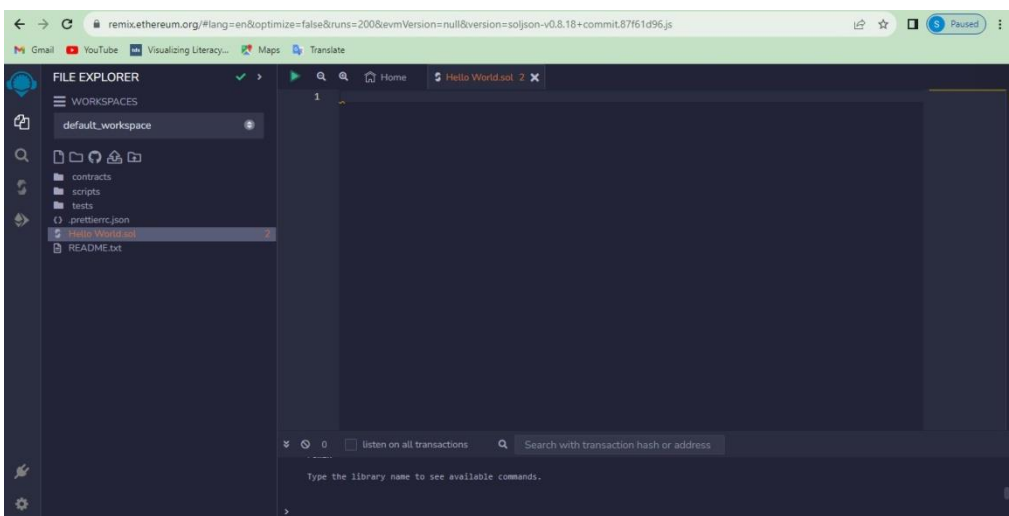 remix.ethereum.org/#lang=en&optimize=false&runs=200&evmVersion=null&version=soljson-v0.8.18+commit.87f61d96.js
S Paused
Gmail YouTube Visualizing Literacy... Maps Translate
FILE EXPLORER
Home
Hello World.sol 2
WORKSPACES
1
default_workspace
contracts
scripts
tests
.prettierrc.json
Hello World.sol 2
README.txt
0 listen on all transactions Search with transaction hash or address
Type the library name to see available commands.
>